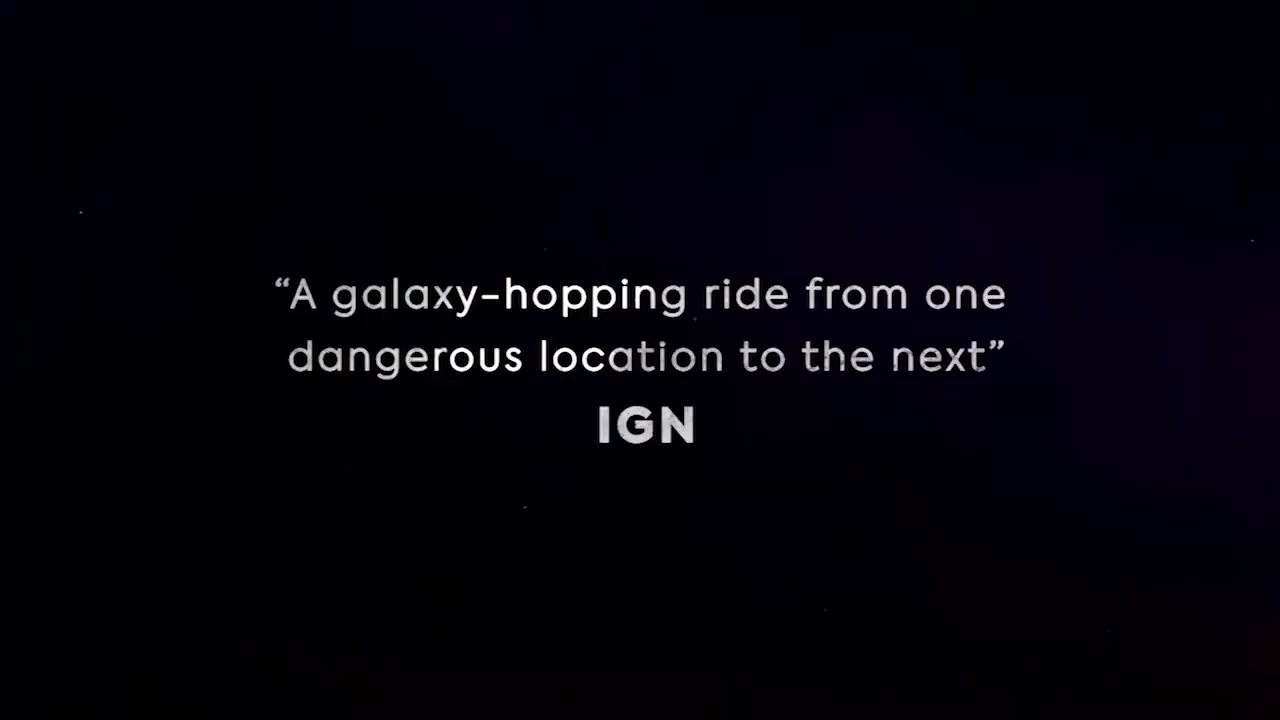 “A galaxy-hopping ride from one
dangerous location to the next”
IGN